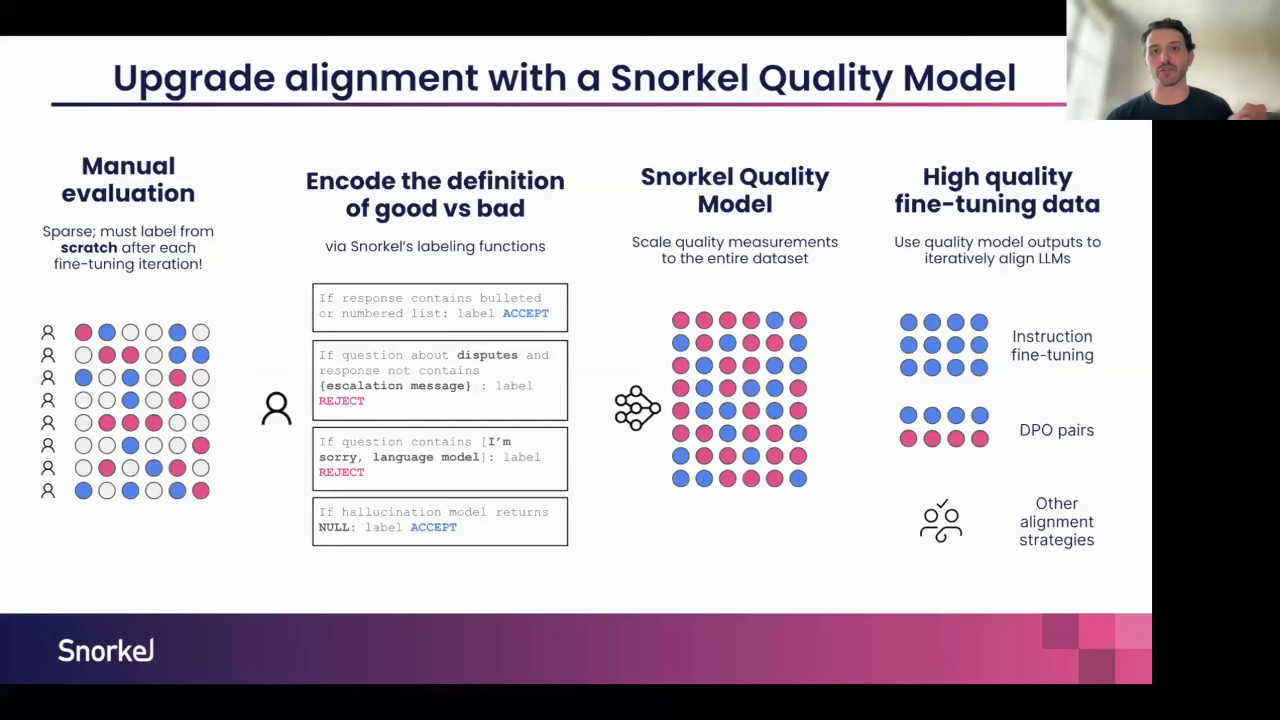 Upgrade alignment with a Snorkel Quality Model
Manual
evaluation
Sparse; must label from
scratch after each
fine-tuning iteration!
Encode the definition
of good vs bad
via Snorkel's labeling functions
If response contains bulleted
or numbered list: label ACCEPT
If question about disputes and
response not contains
{escalation message} : label
REJECT
If question contains [I'm
sorry, language model]: label
REJECT
If hallucination model returns
NULL: label ACCEPT
Snorkel Quality
Model
Scale quality measurements
to the entire dataset
High quality
fine-tuning data
Use quality model outputs to
iteratively align LLMs
Instruction
fine-tuning
DPO pairs
Other
alignment
strategies
Snorkel